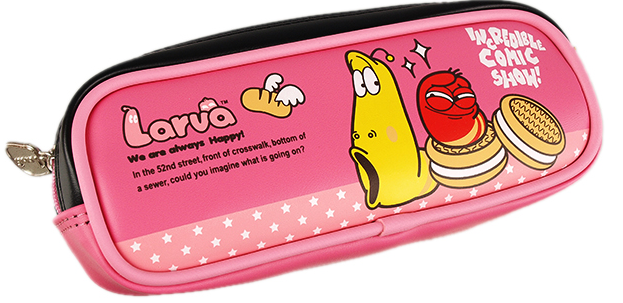 Larva™
We are always Happy!
In the 52nd street, front of crosswalk, bottom of
a sewer, could you imagine what is going on?
INCREDIBLE
COMIC
SHOW!